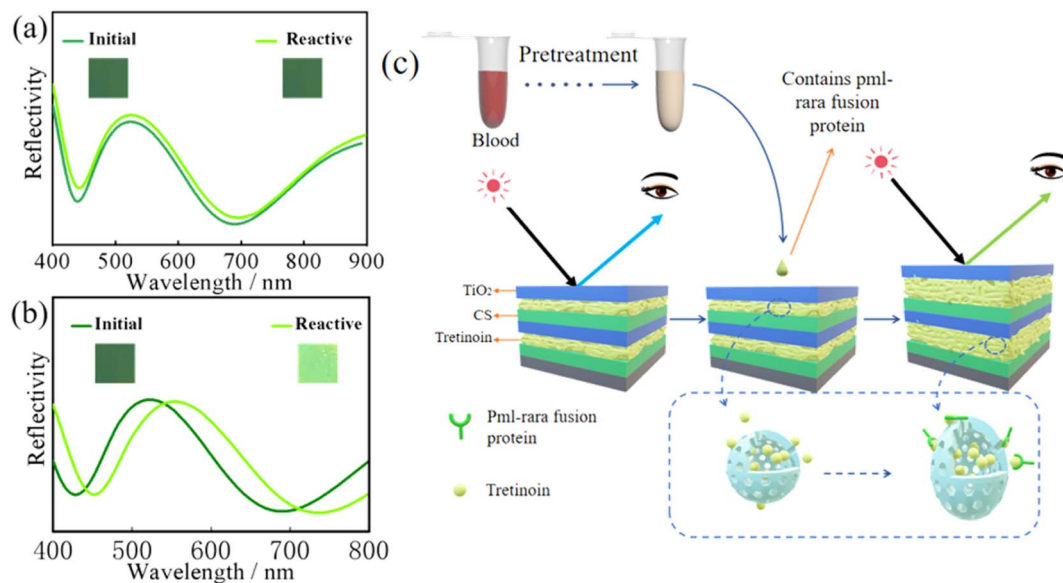 (a)
Initial
Reactive
Reflectivity
400 500 600 700 800 900
Wavelength / nm
(b)
Initial
Reactive
Reflectivity
400 500 600 700 800
Wavelength / nm
(c)
Pretreatment
Blood
Contains pml-
rara fusion
protein
TiO₂
CS
Tretinoin
Pml-rara fusion
protein
Tretinoin